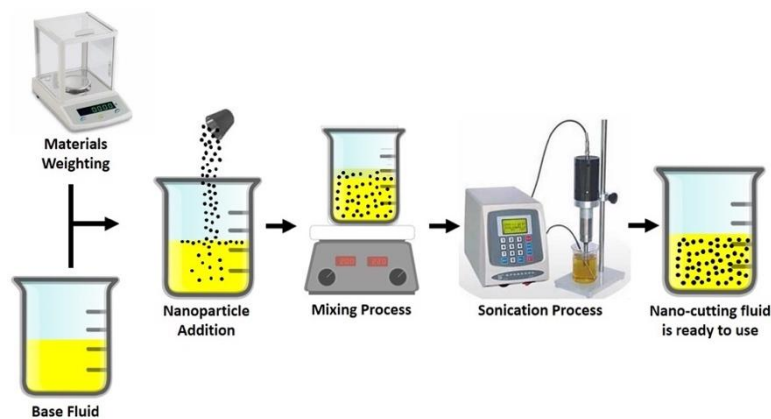 Materials
Weighting
Base Fluid
Nanoparticle
Addition
Mixing Process
Sonication Process
Nano-cutting fluid
is ready to use